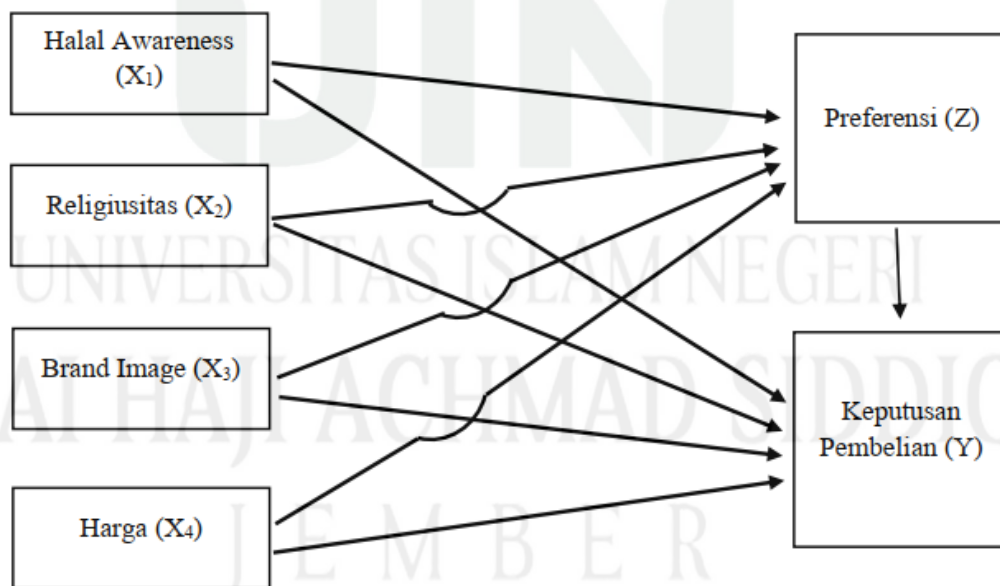 Halal Awareness
(X1)
Preferensi (Z)
Religiusitas (X2)
UNIVERSITAS ISLAM NEGERI
Brand Image (X3)
AI HAJI ACHMAD SIDDIQ
Keputusan
Pembelian (Y)
Harga (X4)
JEMBER
UIN